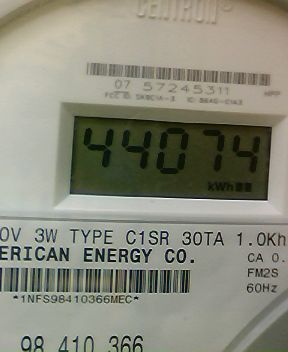 CENTRON®
07 57245311
44074
kWh
0V 3W TYPE C1SR 30TA 1.0Kh
ERICAN ENERGY CO.
CA 0.
FM2S
*1NFS98410366MEC*
60Hz
98 410 366